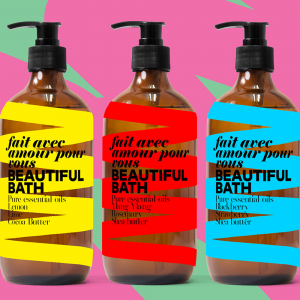 fait avec
amour pour
vous
BEAUTIFUL
BATH
Pure essential oils
Lemon
Lime
Cocoa Butter
fait avec
amour pour
vous
BEAUTIFUL
BATH
Pure essential oils
Ylang Ylang
Rosemary
Shea butter
fait avec
amour pour
vous
BEAUTIFUL
BATH
Pure essential oils
Blackberry
Strawberry
Shea butter